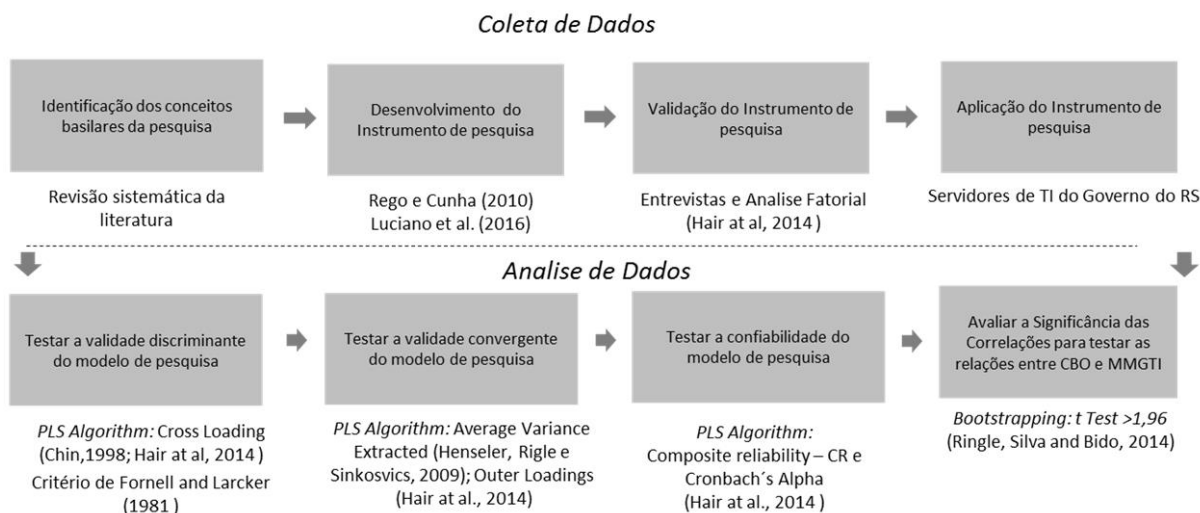 Coleta de Dados
Identificação dos conceitos
basilares da pesquisa
Desenvolvimento do
Instrumento de pesquisa
Validação do Instrumento de
pesquisa
Aplicação do Instrumento de
pesquisa
Revisão sistemática da
literatura
Rego e Cunha (2010)
Luciano et al. (2016)
Entrevistas e Analise Fatorial
(Hair at al, 2014 )
Servidores de TI do Governo do RS
Analise de Dados
Testar a validade discriminante
do modelo de pesquisa
Testar a validade convergente
do modelo de pesquisa
Testar a confiabilidade do
modelo de pesquisa
Avaliar a Significância das
Correlações para testar as
relações entre CBO e MMGTI
PLS Algorithm: Cross Loading
(Chin,1998; Hair at al, 2014 )
Critério de Fornell and Larcker
(1981 )
PLS Algorithm: Average Variance
Extracted (Henseler, Rigle e
Sinkosvics, 2009); Outer Loadings
(Hair at al., 2014 )
PLS Algorithm:
Composite reliability – CR e
Cronbach´s Alpha
(Hair at al., 2014 )
Bootstrapping: t Test >1,96
(Ringle, Silva and Bido, 2014)